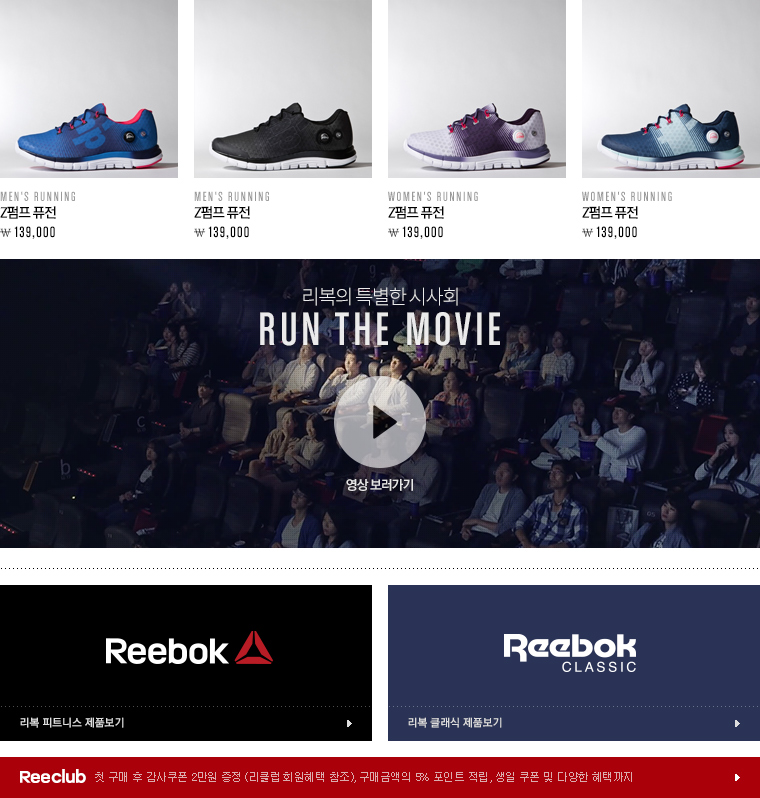 MEN'S RUNNING
Z펌프 퓨전
₩ 139,000
MEN'S RUNNING
Z펌프 퓨전
₩ 139,000
WOMEN'S RUNNING
Z펌프 퓨전
₩ 139,000
WOMEN'S RUNNING
Z펌프 퓨전
₩ 139,000
리복의 특별한 시사회
RUN THE MOVIE
영상 보러가기
Reebok
리복 피트니스 제품보기
Reebok
CLASSIC
리복 클래식 제품보기
Reeclub 첫 구매 후 감사쿠폰 2만원 증정 (리클럽 회원혜택 참조), 구매금액의 5% 포인트 적립, 생일 쿠폰 및 다양한 혜택까지